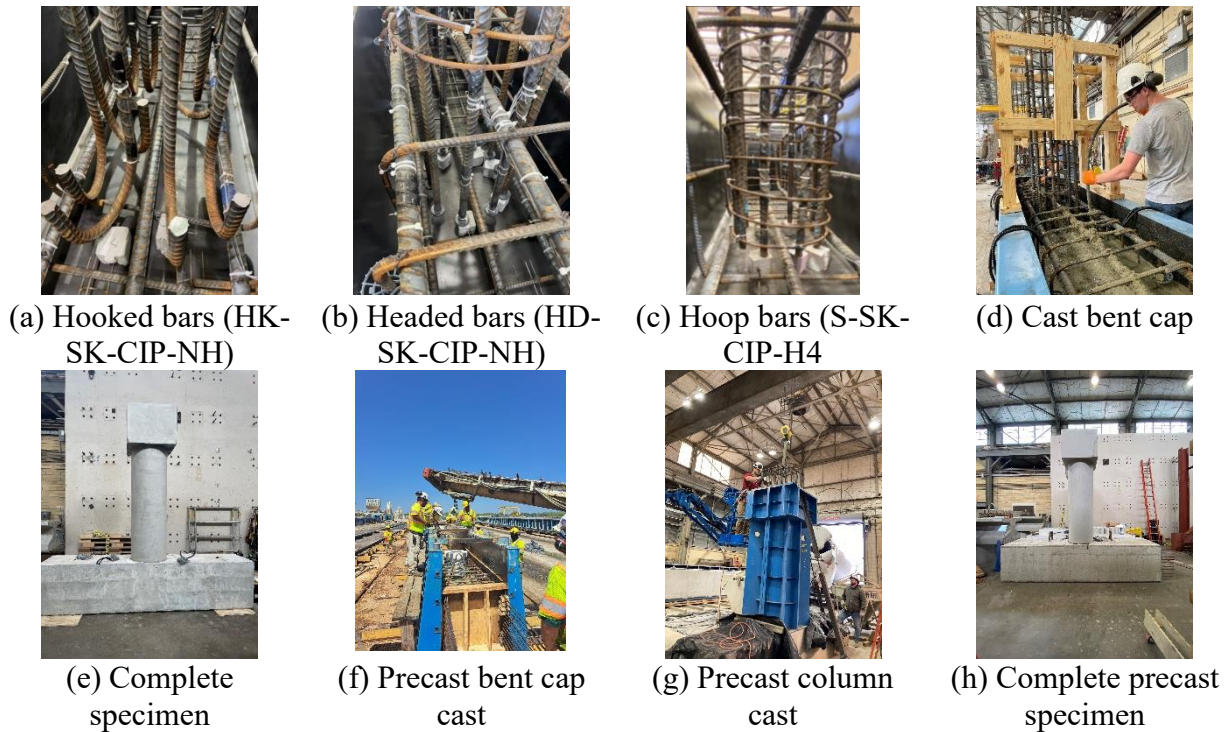 (a) Hooked bars (HK-
SK-CIP-NH)
(b) Headed bars (HD-
SK-CIP-NH)
(c) Hoop bars (S-SK-
CIP-H4
(d) Cast bent cap
(e) Complete
specimen
(f) Precast bent cap
cast
(g) Precast column
cast
(h) Complete precast
specimen